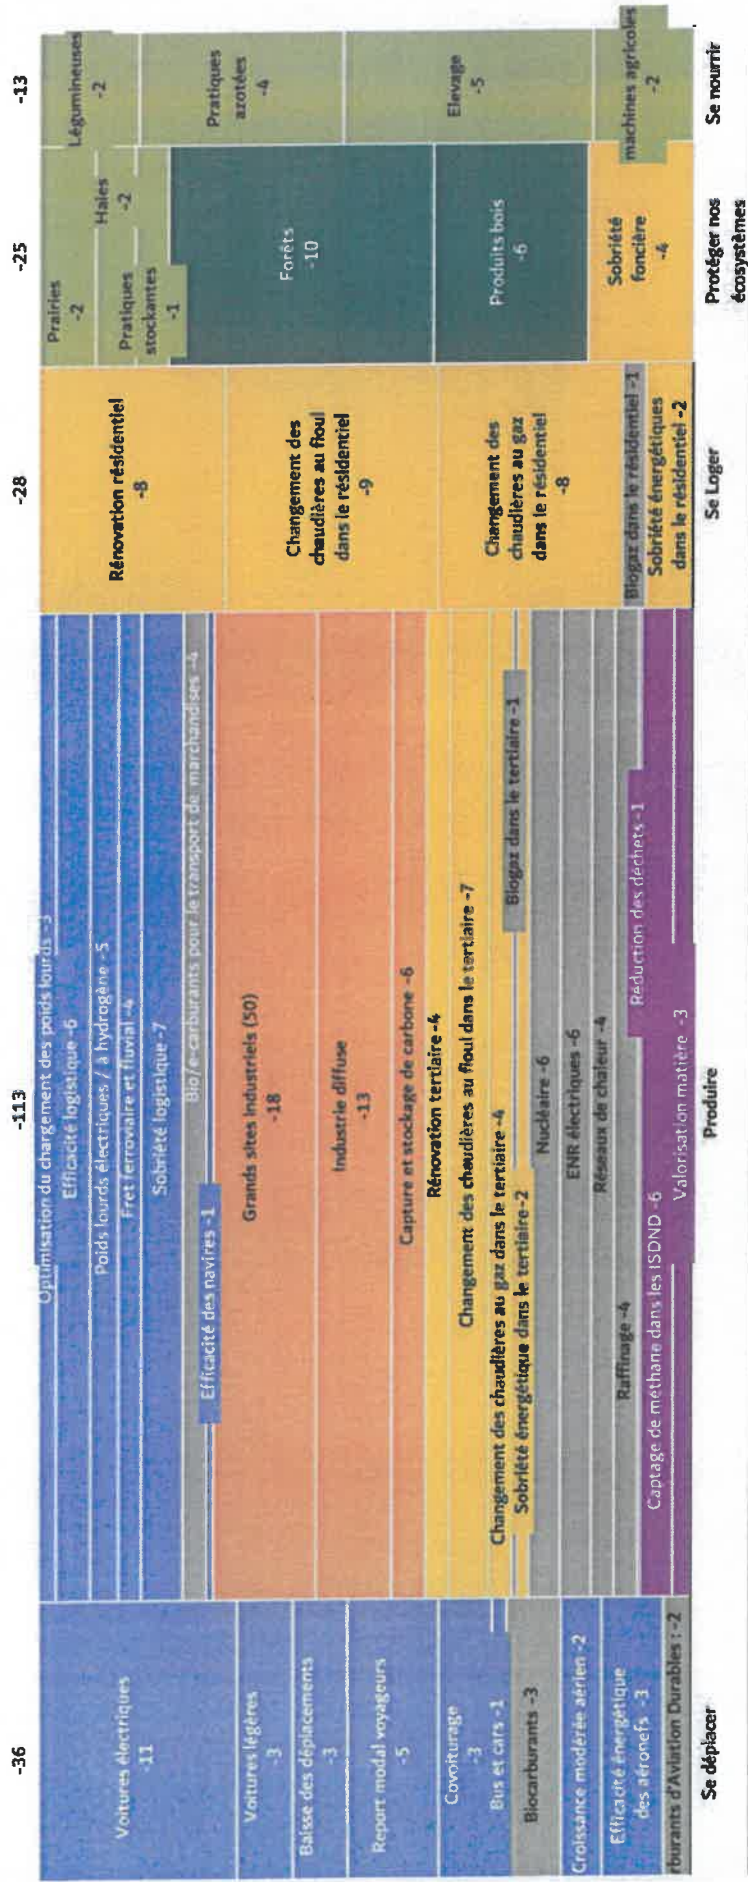 -36
-113
-28
-25
-13
Voitures électriques
-11
Voitures légères
-3
Baisse des déplacements
-3
Report modal voyageurs
-5
Covoiturage
-3
Bus et cars -1
Biocarburants -3
Croissance modérée aérien -2
Efficacité énergétique
des aéronefs -3
rburants d'Aviation Durables : -2
Se déplacer
Optimisation du chargement des poids lourds -3
Efficacité logistique -6
Poids lourds électriques / à hydrogène -5
Fret ferroviaire et fluvial -4
Sobriété logistique -7
Bio/e-carburants pour le transport de marchandises -4
Efficacité des navires -1
Grands sites industriels (50)
-18
Industrie diffuse
-13
Capture et stockage de carbone -6
Rénovation tertiaire -4
Changement des chaudières au fioul dans le tertiaire -7
Changement des chaudières au gaz dans le tertiaire -4
Sobriété énergétique dans le tertiaire -2
Biogaz dans le tertiaire -1
Nucléaire -6
ENR électriques -6
Réseaux de chaleur -4
Raffinage -4
Réduction des déchets -1
Captage de méthane dans les ISDND -6
Valorisation matière -3
Produire
Rénovation résidentiel
-8
Changement des
chaudières au fioul
dans le résidentiel
-9
Changement des
chaudières au gaz
dans le résidentiel
-8
Biogaz dans le résidentiel -1
Sobriété énergétiques
dans le résidentiel -2
Se Loger
Prairies
-2
Haies
-2
Pratiques
stockantes
-1
Forêts
-10
Produits bois
-6
Sobriété
foncière
-4
Protéger nos
écosystèmes
Légumineuses
-2
Pratiques
azotées
-4
Elevage
-5
machines agricoles
-2
Se nourrir